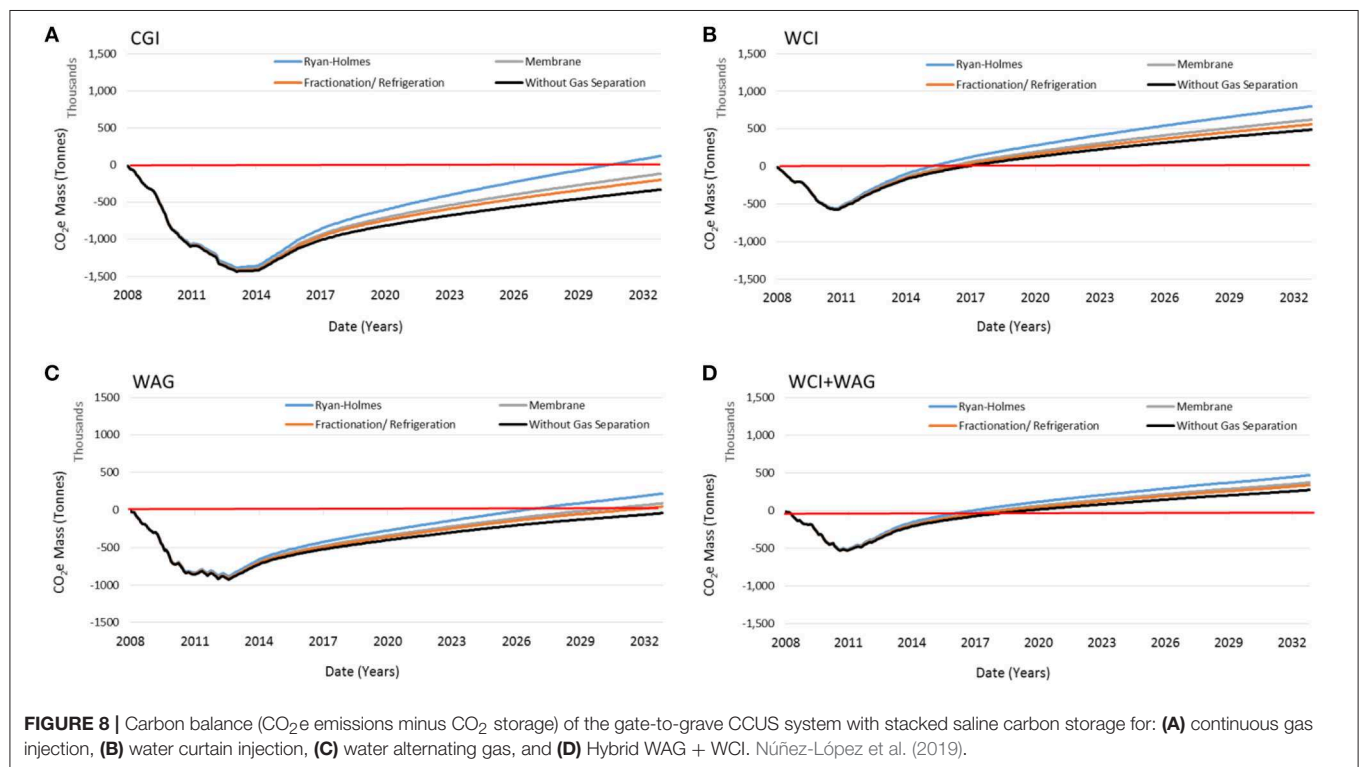 A
CGI
Thousands
CO₂e Mass (Tonnes)
1,500
1,000
500
0
-500
-1,000
-1,500
Ryan-Holmes
Membrane
Fractionation/ Refrigeration
Without Gas Separation
2008 2011 2014 2017 2020 2023 2026 2029 2032
Date (Years)
B
WCI
Thousands
CO₂e Mass (Tonnes)
1,500
1,000
500
0
-500
-1,000
-1,500
Ryan-Holmes
Membrane
Fractionation/ Refrigeration
Without Gas Separation
2008 2011 2014 2017 2020 2023 2026 2029 2032
Date (Years)
C
WAG
Thousands
CO₂e Mass (Tonnes)
1500
1000
500
0
-500
-1000
-1500
Ryan-Holmes
Membrane
Fractionation/ Refrigeration
Without Gas Separation
2008 2011 2014 2017 2020 2023 2026 2029 2032
Date (Years)
D
WCI+WAG
Thousands
CO₂e Mass (Tonnes)
1,500
1,000
500
0
-500
-1,000
-1,500
Ryan-Holmes
Membrane
Fractionation/ Refrigeration
Without Gas Separation
2008 2011 2014 2017 2020 2023 2026 2029 2032
Date (Years)
FIGURE 8 | Carbon balance (CO₂e emissions minus CO₂ storage) of the gate-to-grave CCUS system with stacked saline carbon storage for: (A) continuous gas
injection, (B) water curtain injection, (C) water alternating gas, and (D) Hybrid WAG + WCI. Núñez-López et al. (2019).